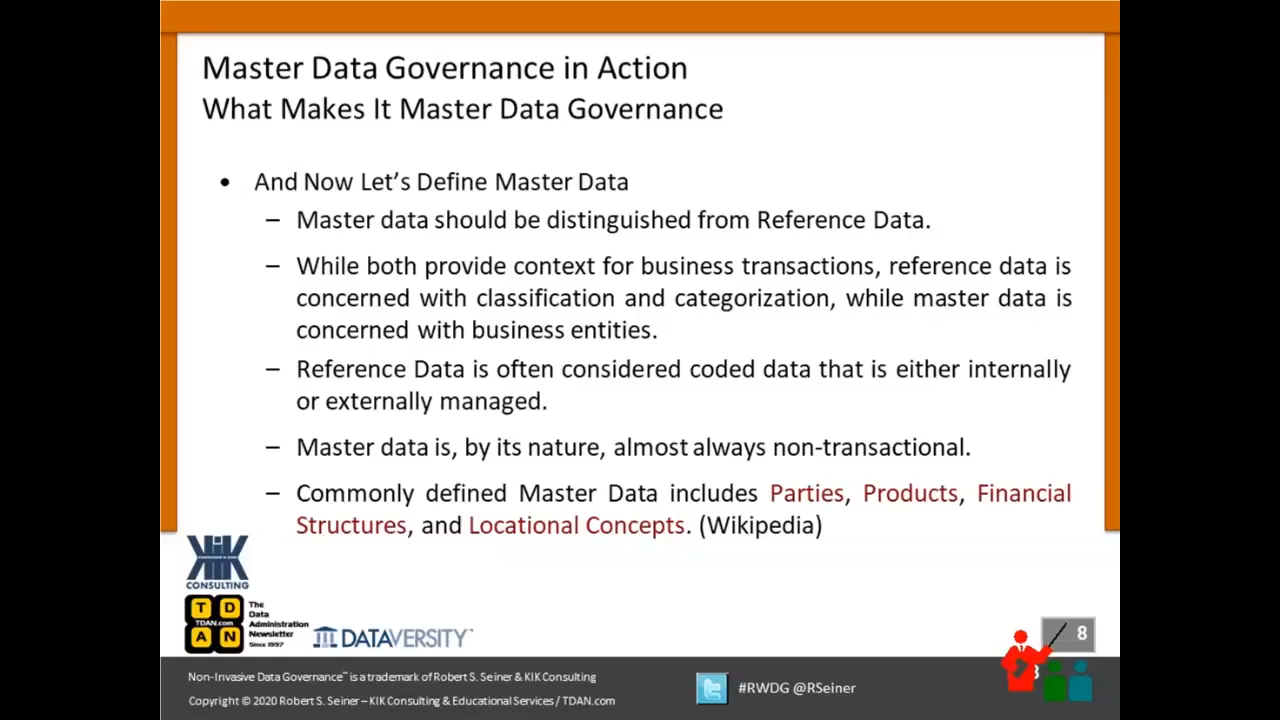 Master Data Governance in Action
What Makes It Master Data Governance
• And Now Let's Define Master Data
– Master data should be distinguished from Reference Data.
– While both provide context for business transactions, reference data is
concerned with classification and categorization, while master data is
concerned with business entities.
– Reference Data is often considered coded data that is either internally
or externally managed.
– Master data is, by its nature, almost always non-transactional.
– Commonly defined Master Data includes Parties, Products, Financial
Structures, and Locational Concepts. (Wikipedia)
KIK
CONSULTING
T D
TDAN.com
A N
The
Data
Administration
Newsletter
Since 1997
DATAVERSITY™
8
Non-Invasive Data Governance™ is a trademark of Robert S. Seiner & KIK Consulting
Copyright © 2020 Robert S. Seiner – KIK Consulting & Educational Services / TDAN.com
#RWDG @RSeiner